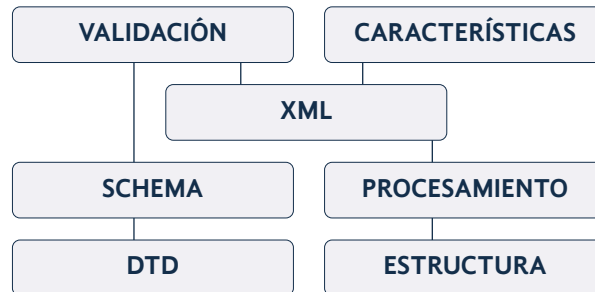 VALIDACIÓN
CARACTERÍSTICAS
XML
SCHEMA
PROCESAMIENTO
DTD
ESTRUCTURA